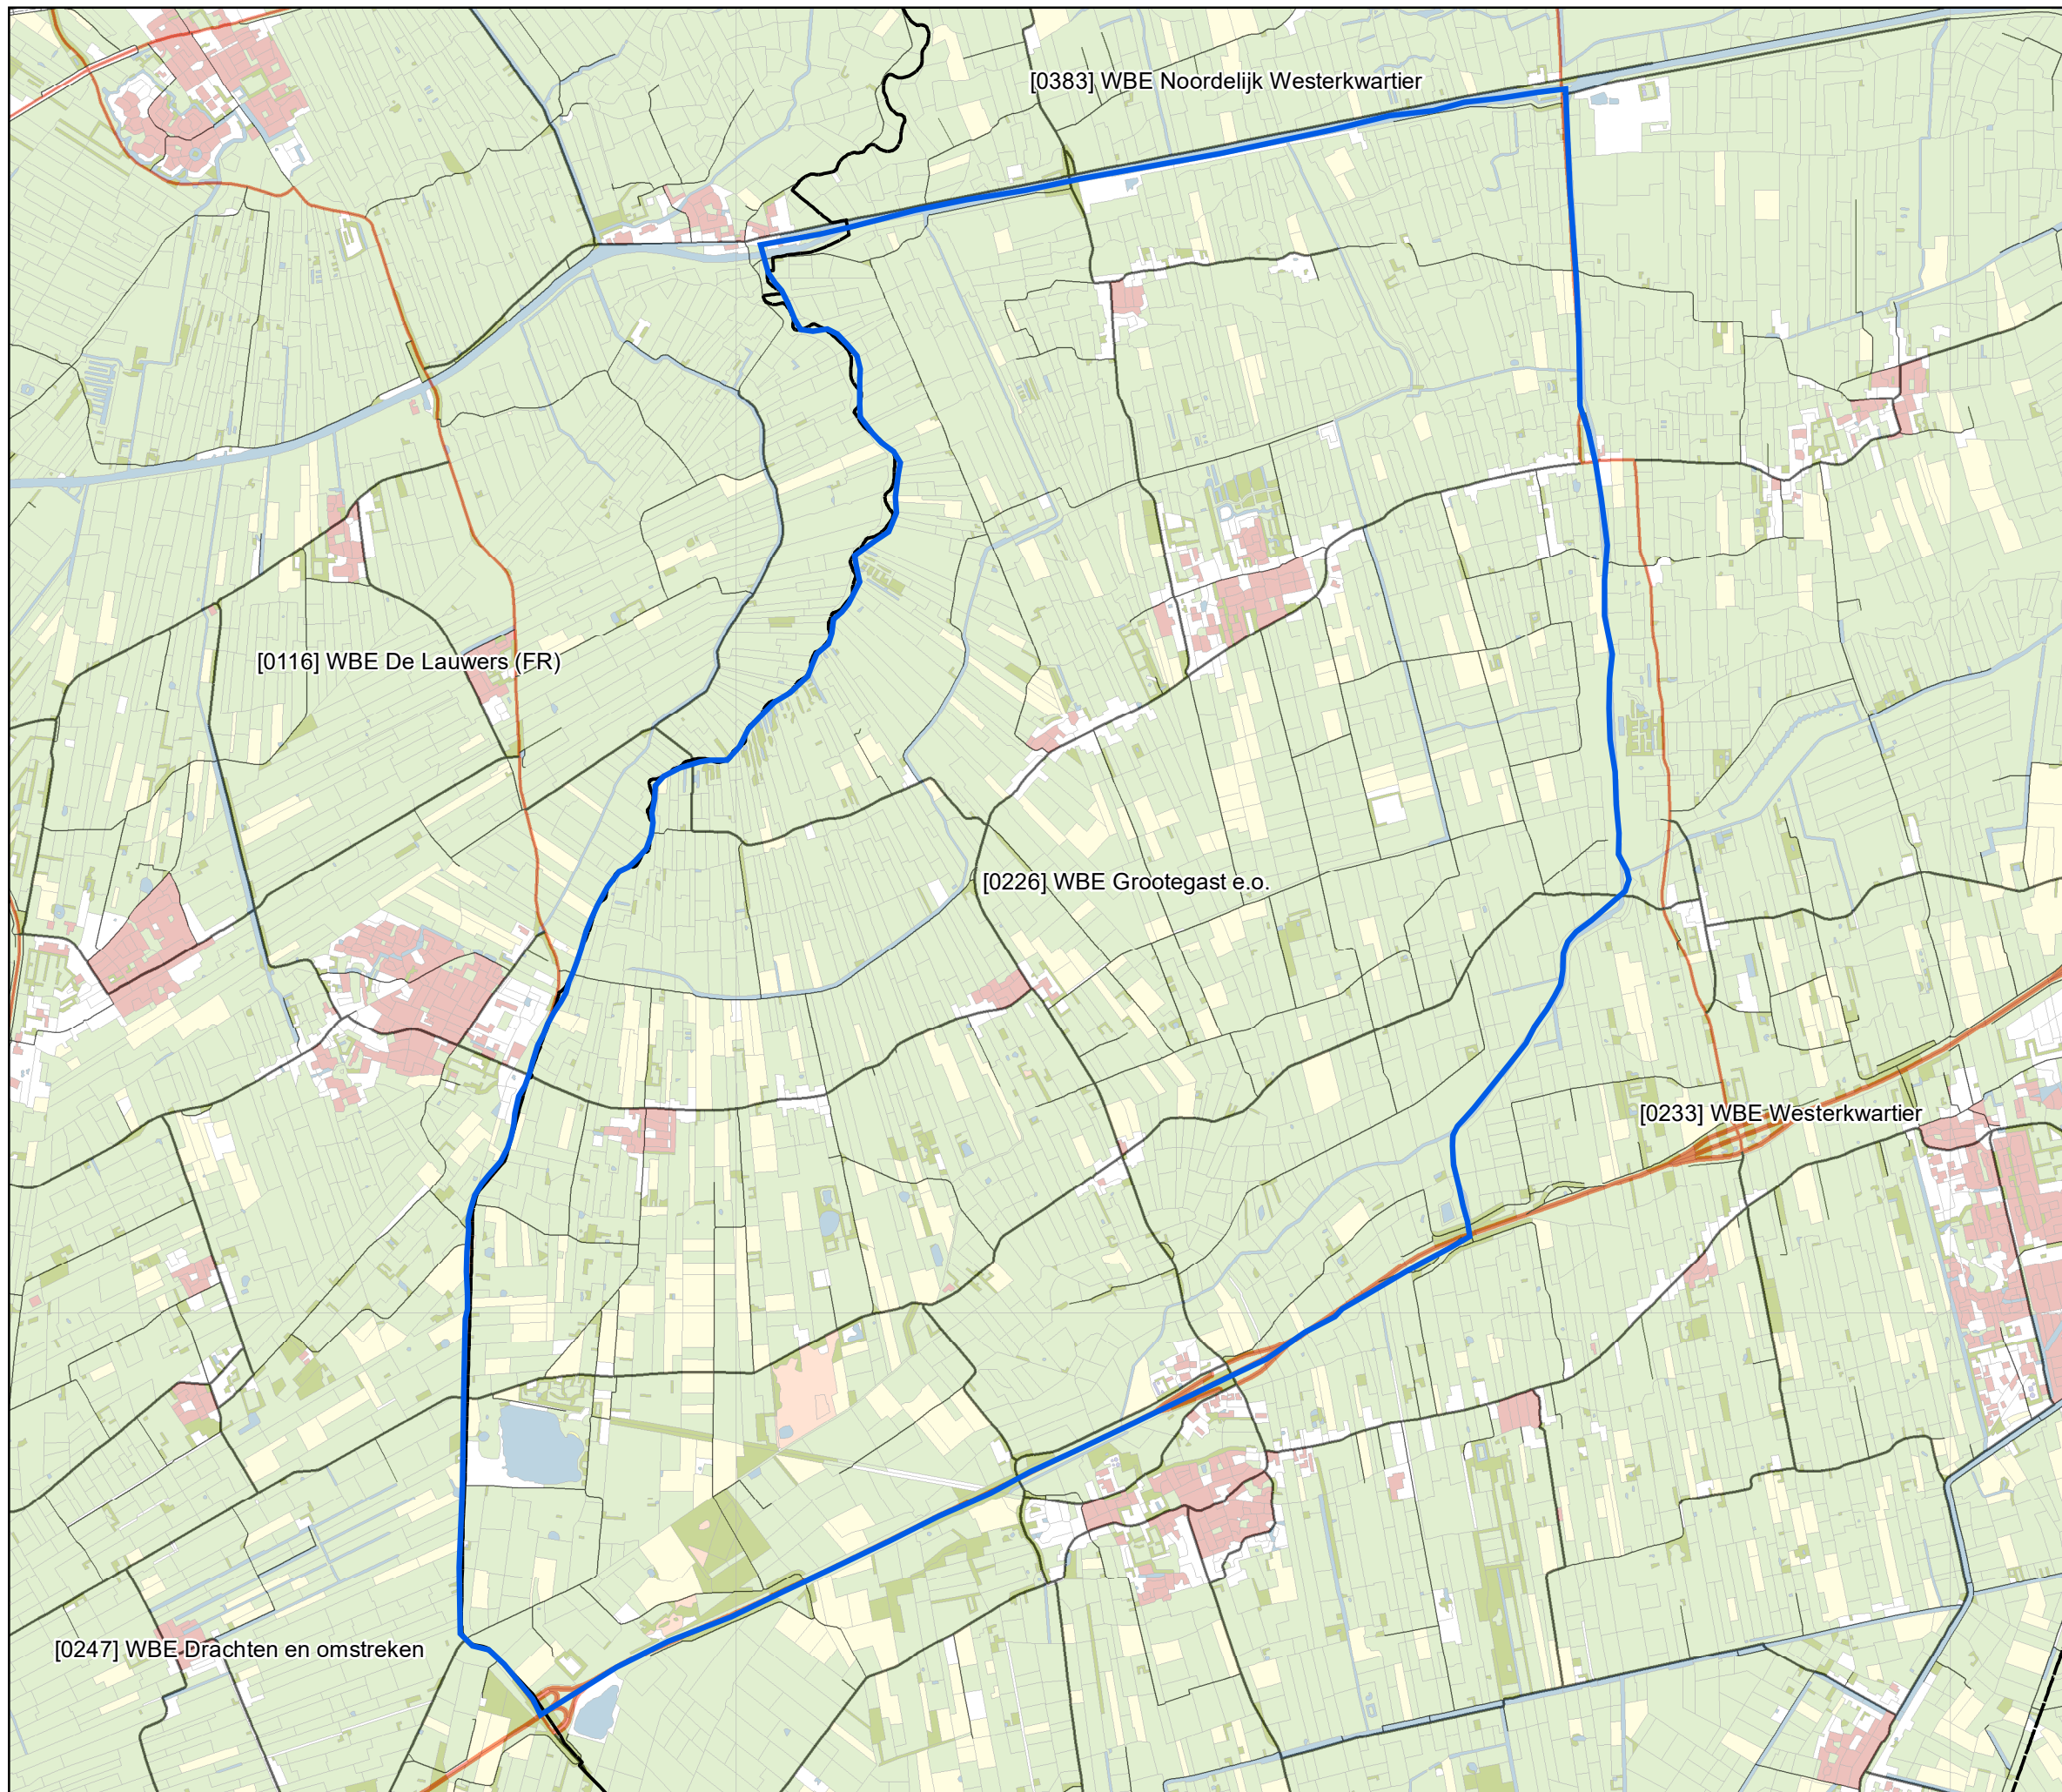 [0383] WBE Noordelijk Westerkwartier
[0116] WBE De Lauwers (FR)
[0226] WBE Grootegast e.o.
[0233] WBE Westerkwartier
[0247] WBE Drachten en omstreken